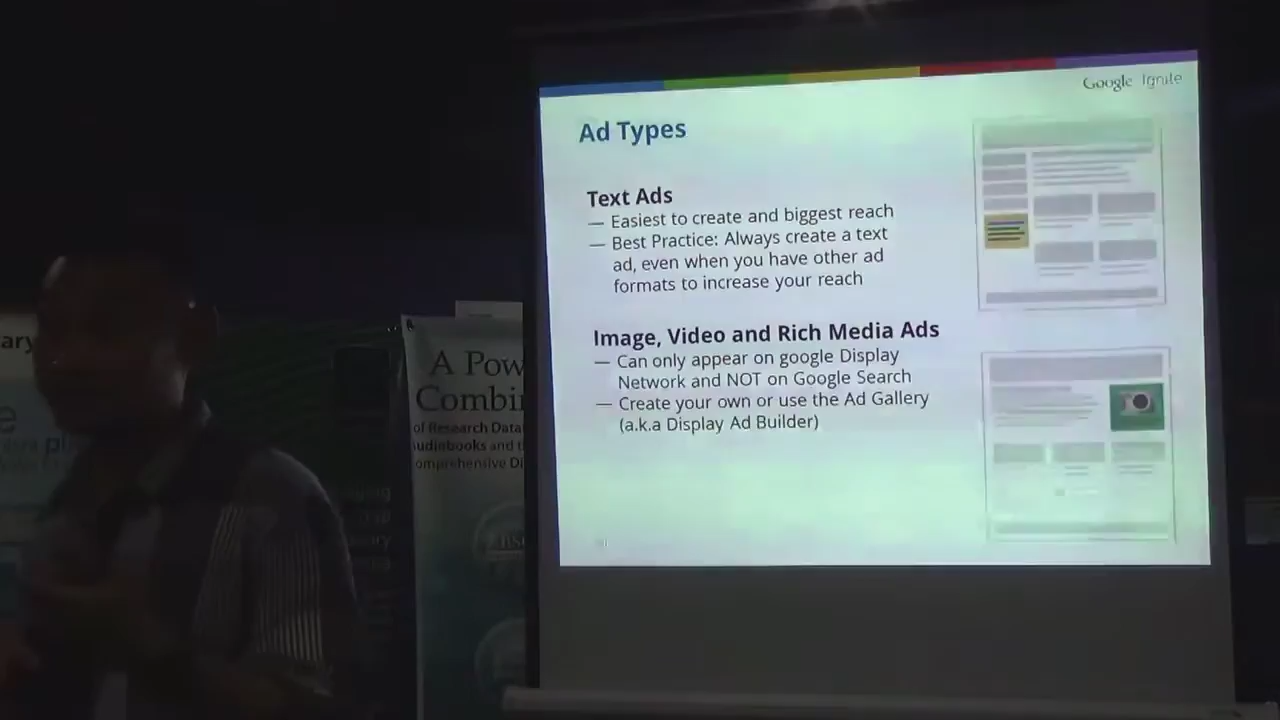 Google Ignite
Ad Types
Text Ads
— Easiest to create and biggest reach
— Best Practice: Always create a text
ad, even when you have other ad
formats to increase your reach
Image, Video and Rich Media Ads
— Can only appear on google Display
Network and NOT on Google Search
— Create your own or use the Ad Gallery
(a.k.a Display Ad Builder)
A Pow
Combi
of Research Data
udiobooks and t
omprehensive Di
ary